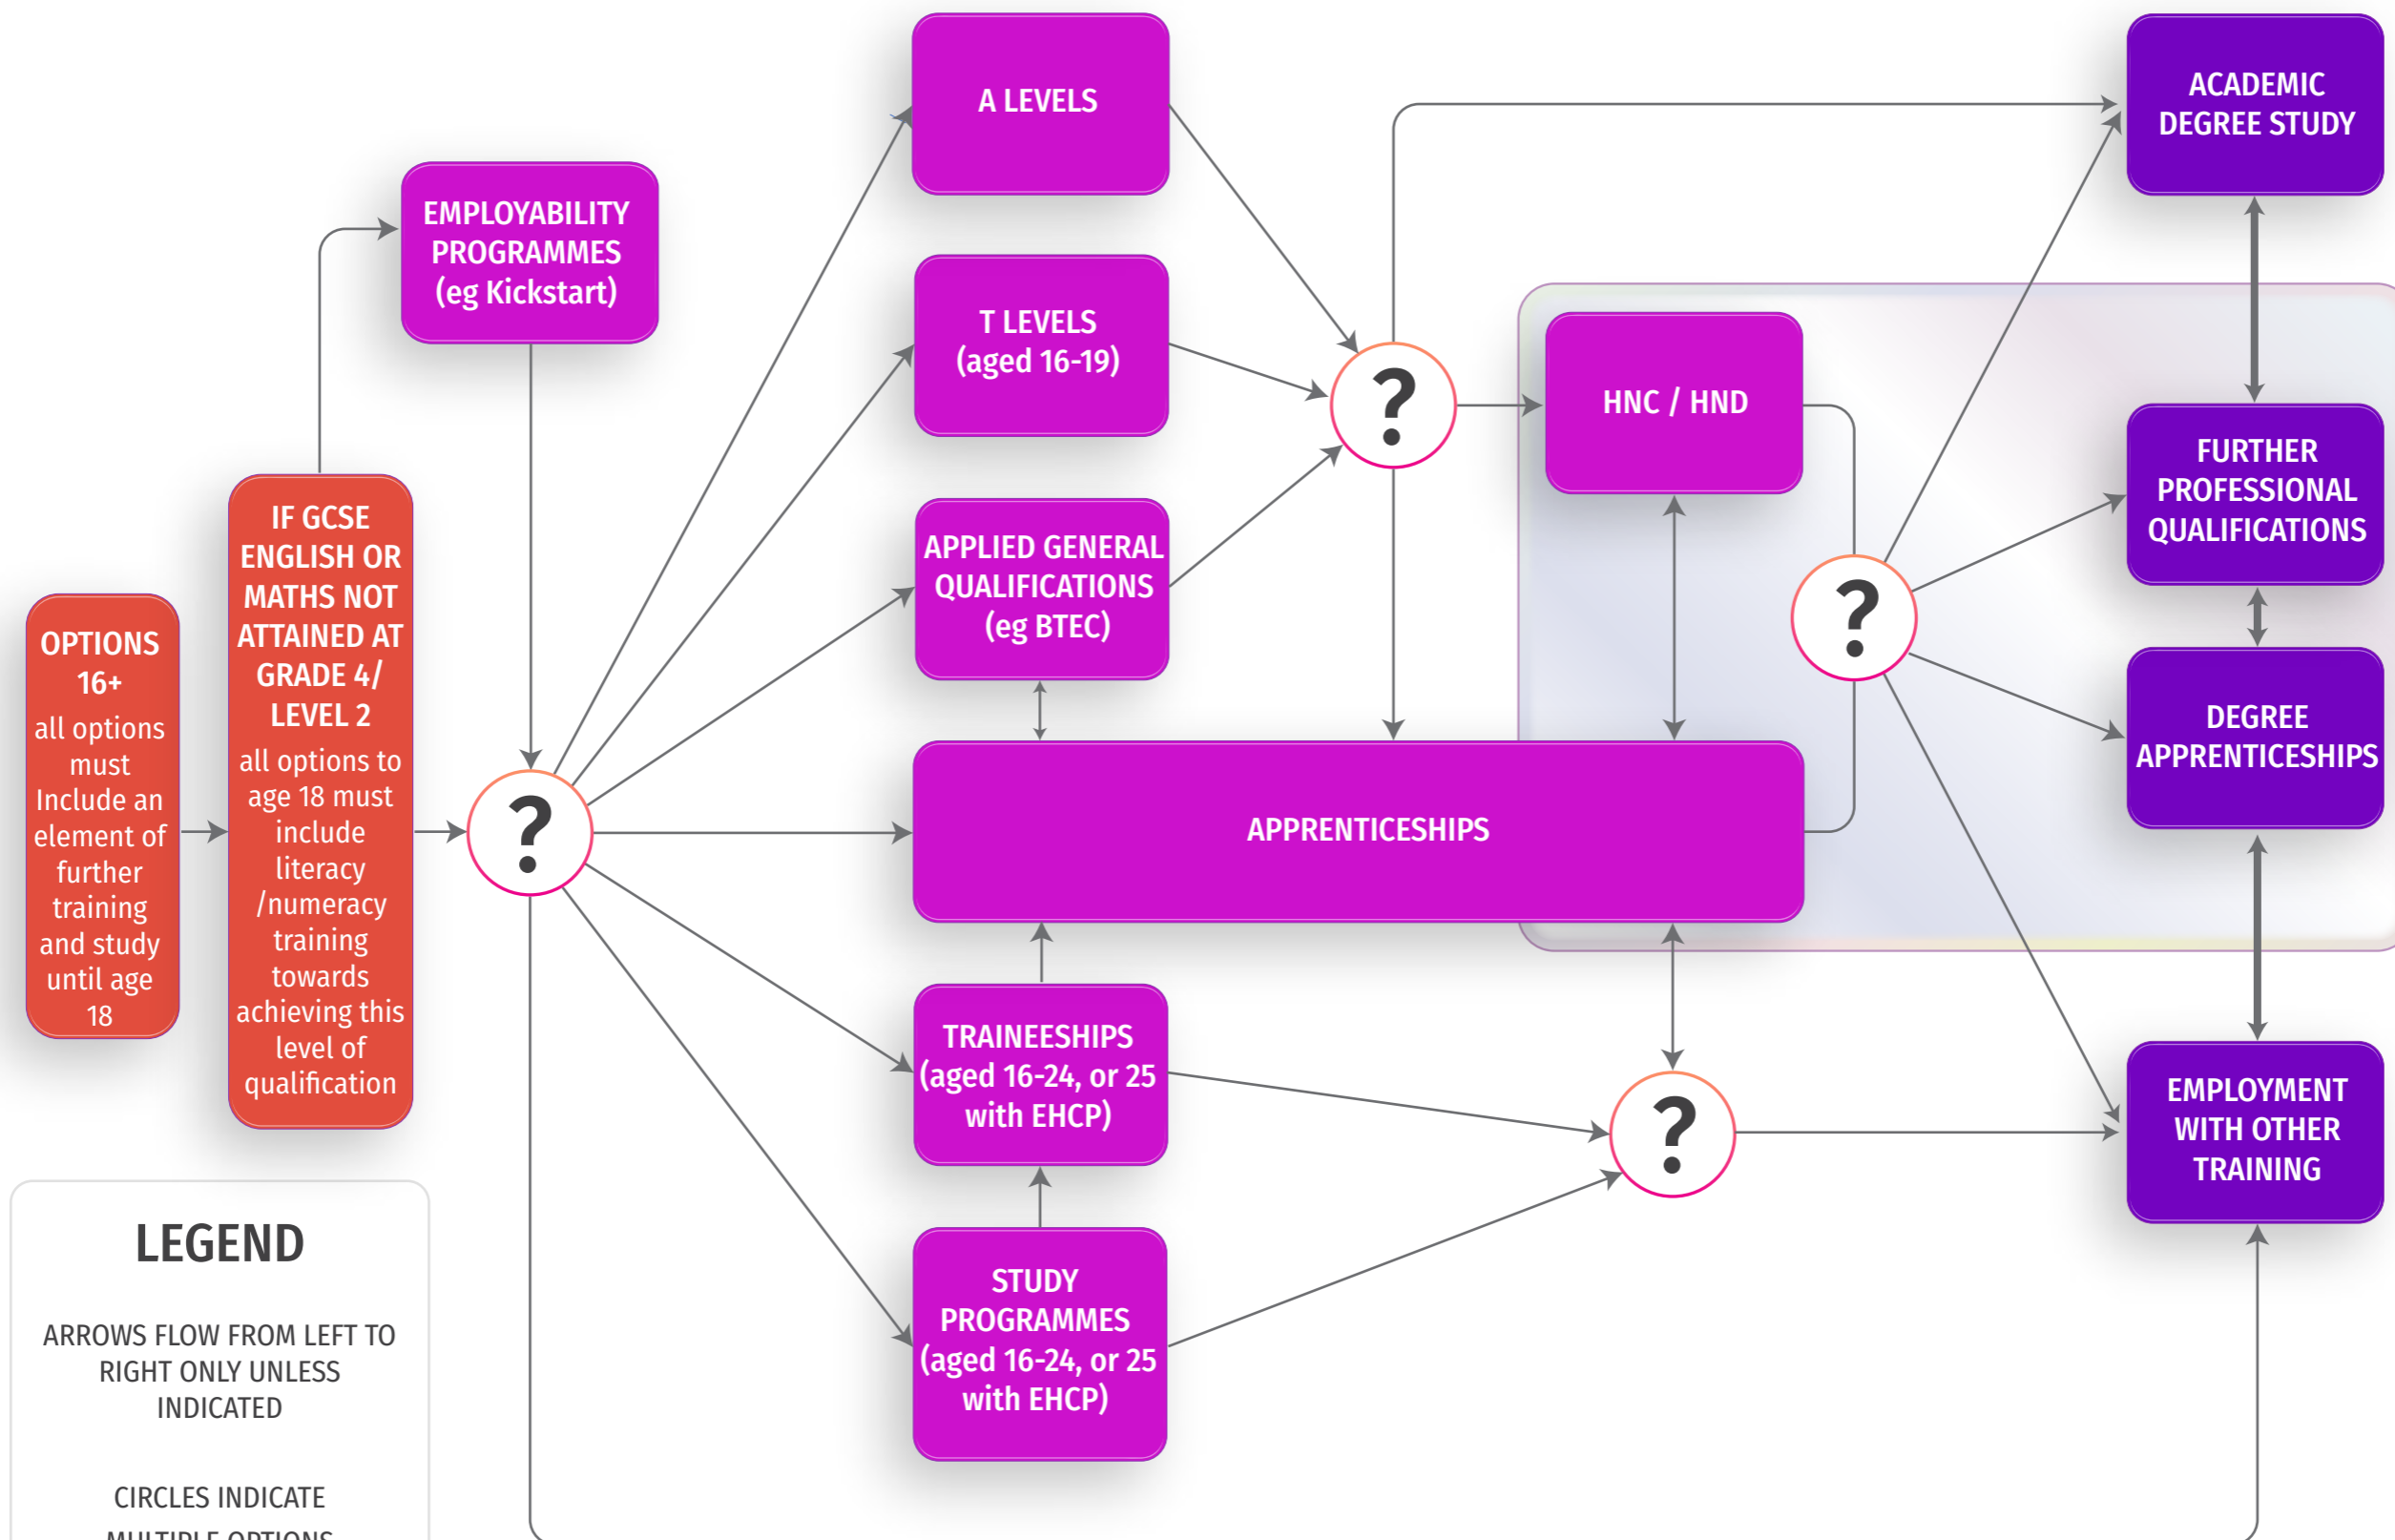 OPTIONS
16+
all options
must
Include an
element of
further
training
and study
until age
18
IF GCSE
ENGLISH OR
MATHS NOT
ATTAINED AT
GRADE 4/
LEVEL 2
all options to
age 18 must
include
literacy
/numeracy
training
towards
achieving this
level of
qualification
EMPLOYABILITY
PROGRAMMES
(eg Kickstart)
?
A LEVELS
T LEVELS
(aged 16-19)
APPLIED GENERAL
QUALIFICATIONS
(eg BTEC)
APPRENTICESHIPS
TRAINEESHIPS
(aged 16-24, or 25
with EHCP)
STUDY
PROGRAMMES
(aged 16-24, or 25
with EHCP)
?
HNC / HND
?
?
ACADEMIC
DEGREE STUDY
FURTHER
PROFESSIONAL
QUALIFICATIONS
DEGREE
APPRENTICESHIPS
EMPLOYMENT
WITH OTHER
TRAINING
LEGEND
ARROWS FLOW FROM LEFT TO
RIGHT ONLY UNLESS
INDICATED
CIRCLES INDICATE
MULTIPLE OPTIONS